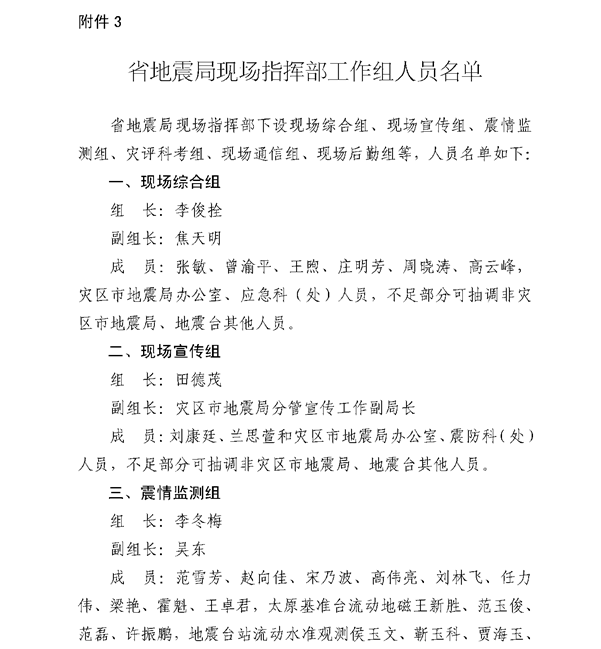 附件 3
省地震局现场指挥部工作组人员名单
省地震局现场指挥部下设现场综合组、现场宣传组、震情监
测组、灾评科考组、现场通信组、现场后勤组等，人员名单如下：
一、现场综合组
组　长：李俊拴
副组长：焦天明
成　员：张敏、曾渝平、王煦、庄明芳、周晓涛、高云峰，
灾区市地震局办公室、应急科（处）人员，不足部分可抽调非灾
区市地震局、地震台其他人员。
二、现场宣传组
组　长：田德茂
副组长：灾区市地震局分管宣传工作副局长
成　员：刘康廷、兰思萱和灾区市地震局办公室、震防科（处）
人员，不足部分可抽调非灾区市地震局、地震台其他人员。
三、震情监测组
组　长：李冬梅
副组长：吴东
成　员：范雪芳、赵向佳、宋乃波、高伟亮、刘林飞、任力
伟、梁艳、霍魁、王卓君，太原基准台流动地磁王新胜、范玉俊、
范磊、许振鹏，地震台站流动水准观测侯玉文、靳玉科、贾海玉、